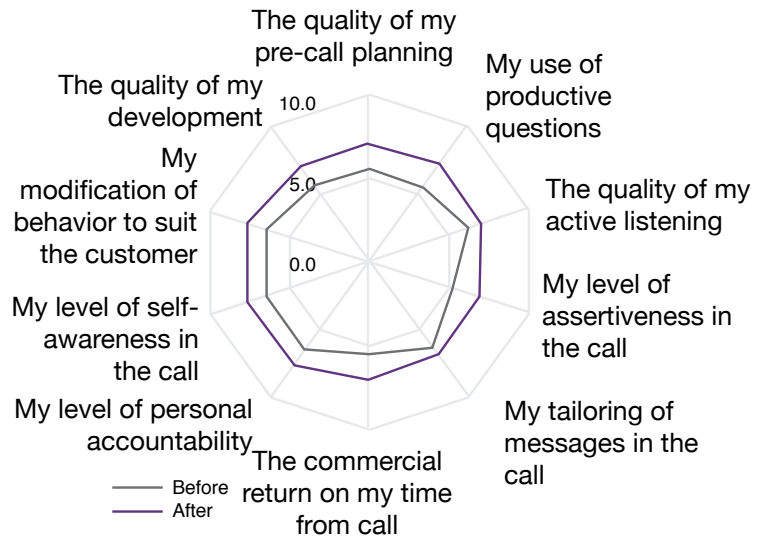 The quality of my
pre-call planning
My use of
productive
questions
The quality of my
active listening
My level of
assertiveness in
the call
My tailoring of
messages in the
call
The commercial
return on my time
from call
My level of personal
accountability
My level of self-
awareness in
the call
My
modification of
behavior to suit
the customer
The quality of my
development
10.0
5.0
0.0
Before
After